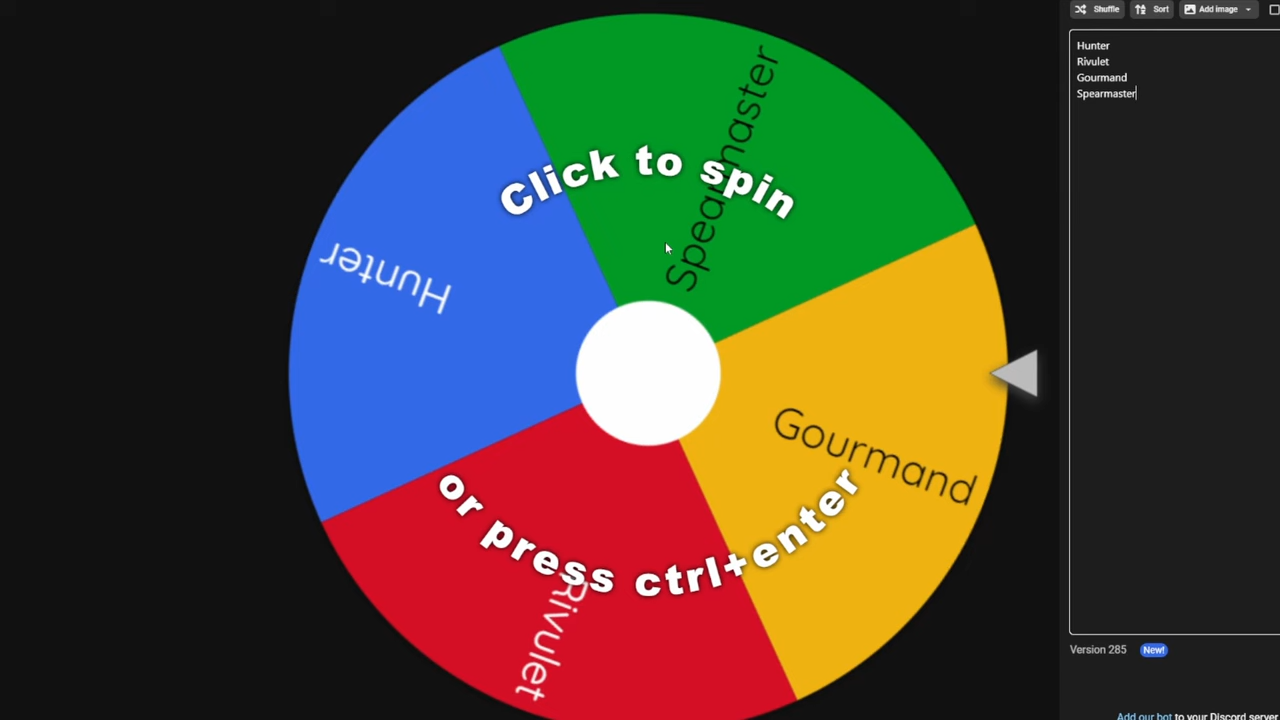 Shuffle
Sort
Add image
Hunter
Rivulet
Gourmand
Spearmaster
Spearmaster
Click to spin
Hunter
Gourmand
or press ctrl+enter
Rivulet
Version 285
New!
Add our bot to your Discord server